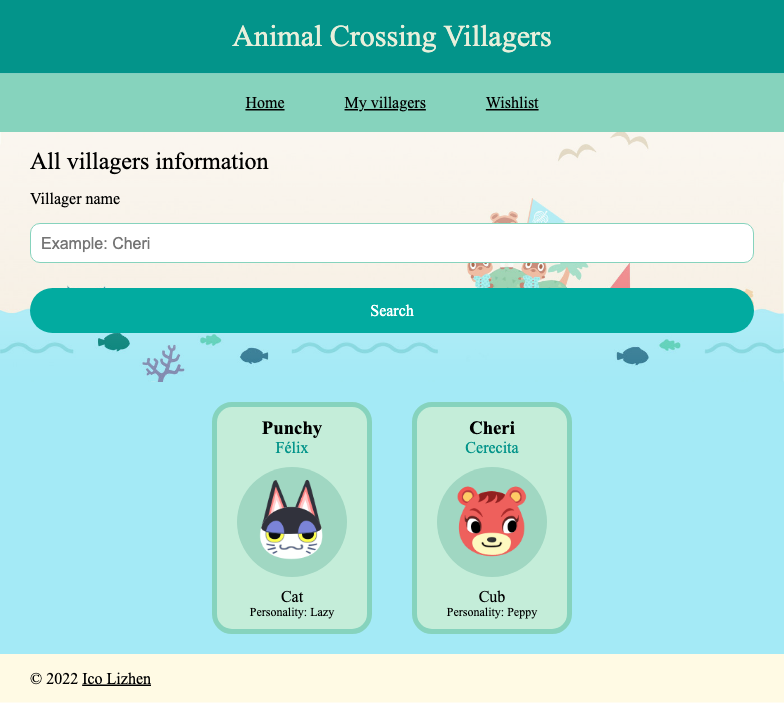 Animal Crossing Villagers
Home My villagers Wishlist
All villagers information
Villager name
Example: Cheri
Search
Punchy
Félix
Cat
Personality: Lazy
Cheri
Cerecita
Cub
Personality: Peppy
© 2022 Ico Lizhen